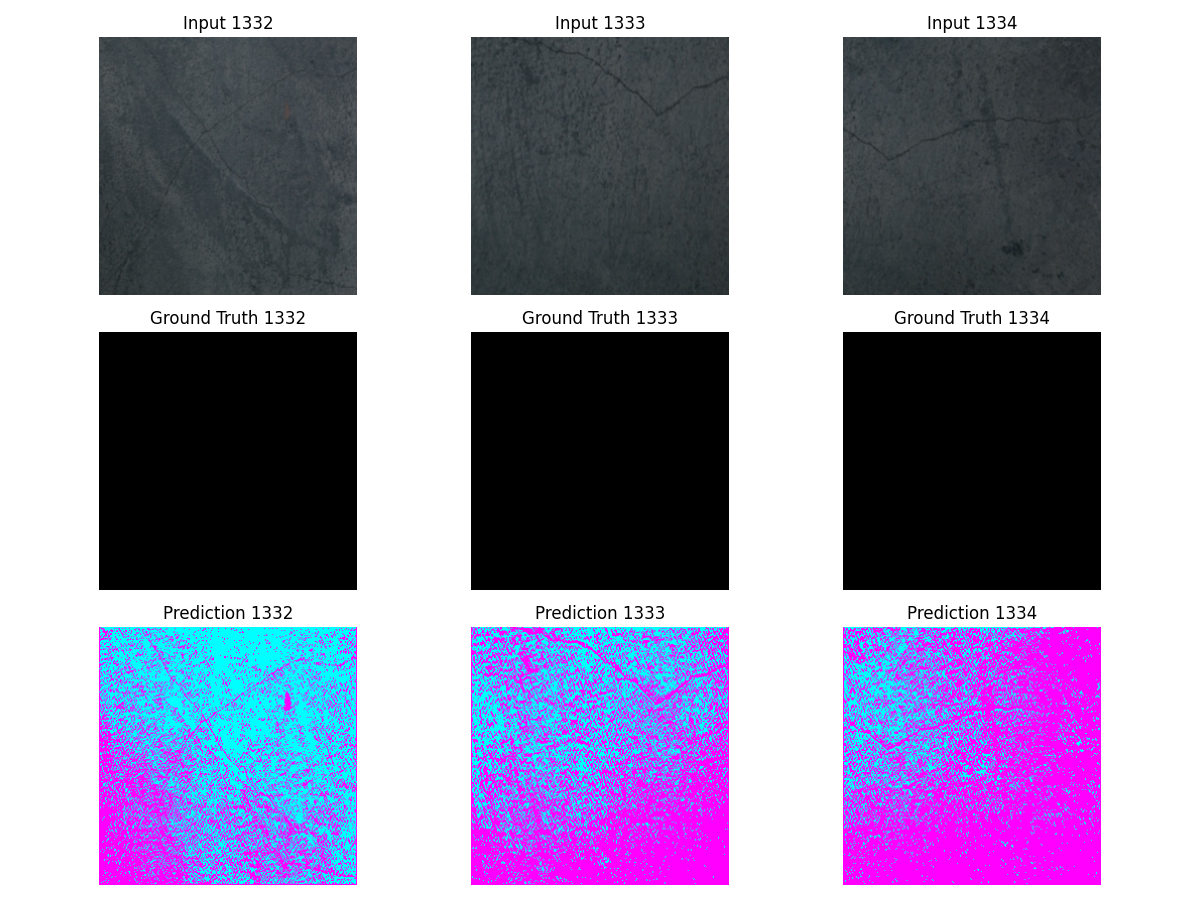 Input 1332
Input 1333
Input 1334
Ground Truth 1332
Ground Truth 1333
Ground Truth 1334
Prediction 1332
Prediction 1333
Prediction 1334